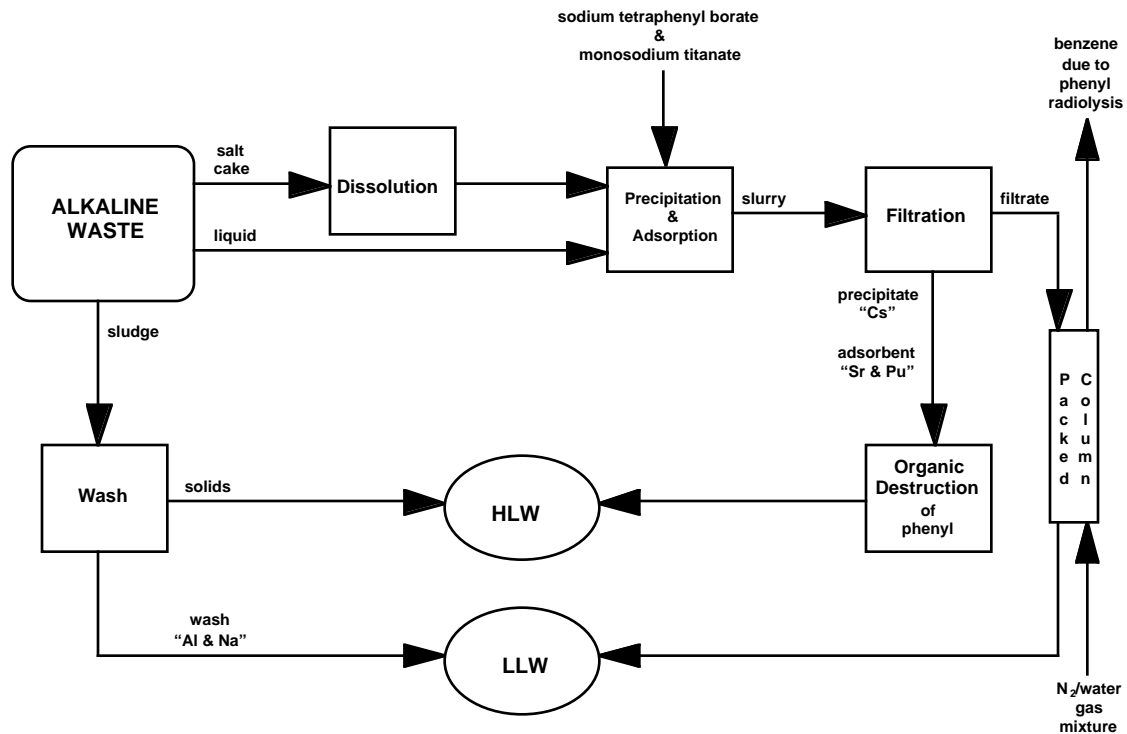 sodium tetraphenyl borate
&
monosodium titanate
benzene
due to
phenyl
radiolysis
ALKALINE
WASTE
salt
cake
Dissolution
liquid
Precipitation
&
Adsorption
slurry
Filtration
filtrate
sludge
precipitate
“Cs”
adsorbent
“Sr & Pu”
Packed
Column
Wash
solids
HLW
Organic
Destruction
of
phenyl
wash
“Al & Na”
LLW
N₂/water
gas
mixture